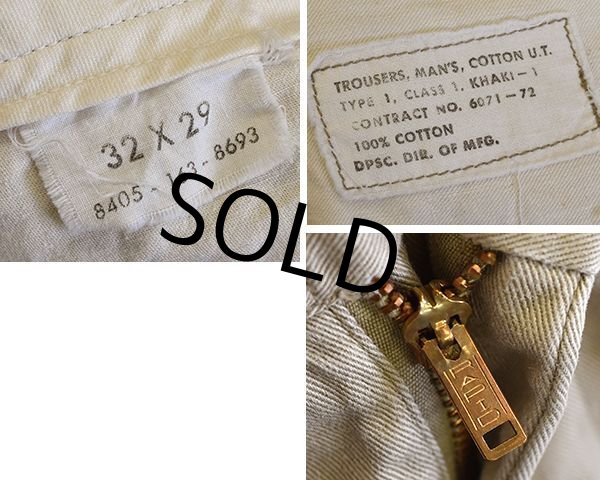 32 X 29
8405-163-8693
TROUSERS, MAN'S, COTTON U.T.
TYPE 1, CLASS 1, KHAKI-1
CONTRACT NO. 6071-72
100% COTTON
DPSC. DIR. OF MFG.
SOLD